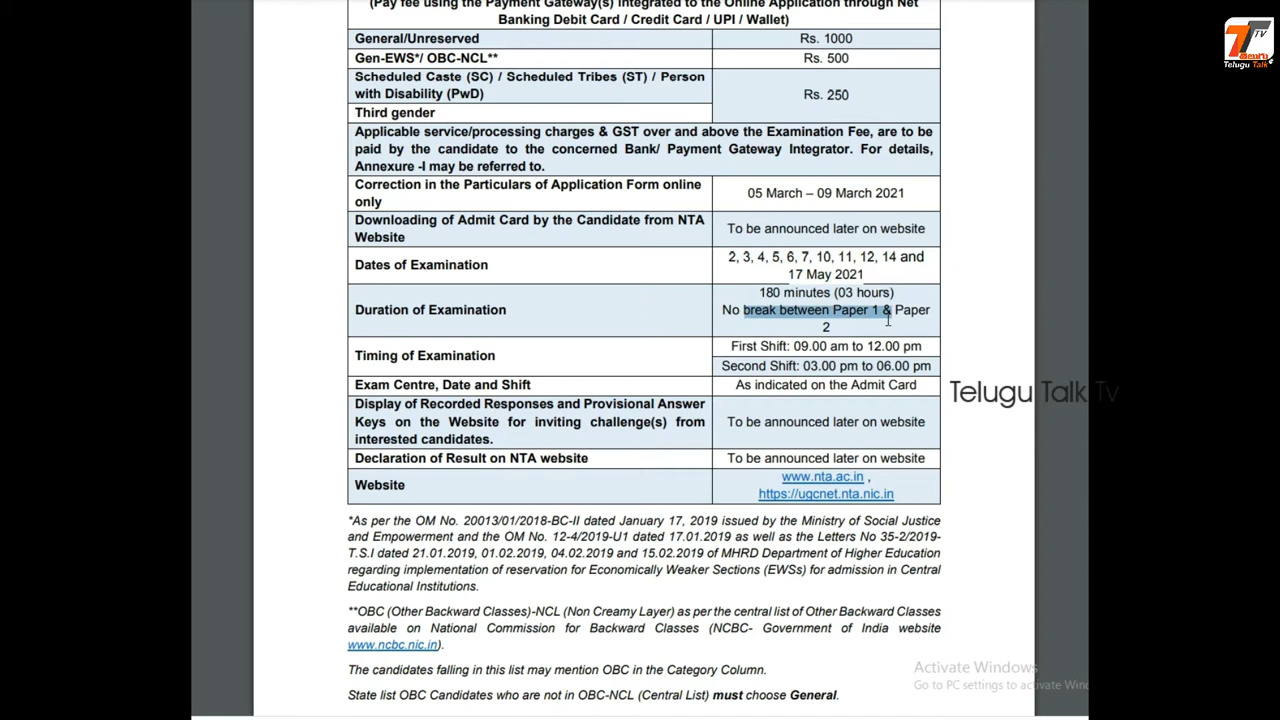 (Pay fee using the Payment Gateway(s) integrated to the Online Application through Net
Banking Debit Card / Credit Card / UPI / Wallet)
General/Unreserved
Rs. 1000
Gen-EWS*/ OBC-NCL**
Rs. 500
Scheduled Caste (SC) / Scheduled Tribes (ST) / Person
with Disability (PwD)
Rs. 250
Third gender
Applicable service/processing charges & GST over and above the Examination Fee, are to be
paid by the candidate to the concerned Bank/ Payment Gateway Integrator. For details,
Annexure -I may be referred to.
Correction in the Particulars of Application Form online
only
05 March – 09 March 2021
Downloading of Admit Card by the Candidate from NTA
Website
To be announced later on website
Dates of Examination
2, 3, 4, 5, 6, 7, 10, 11, 12, 14 and
17 May 2021
Duration of Examination
180 minutes (03 hours)
No break between Paper 1 & Paper
2
Timing of Examination
First Shift: 09.00 am to 12.00 pm
Second Shift: 03.00 pm to 06.00 pm
Exam Centre, Date and Shift
As indicated on the Admit Card
Display of Recorded Responses and Provisional Answer
Keys on the Website for inviting challenge(s) from
interested candidates.
To be announced later on website
Declaration of Result on NTA website
To be announced later on website
Website
www.nta.ac.in ,
https://ugcnet.nta.nic.in
*As per the OM No. 20013/01/2018-BC-II dated January 17, 2019 issued by the Ministry of Social Justice
and Empowerment and the OM No. 12-4/2019-U1 dated 17.01.2019 as well as the Letters No 35-2/2019-
T.S.I dated 21.01.2019, 01.02.2019, 04.02.2019 and 15.02.2019 of MHRD Department of Higher Education
regarding implementation of reservation for Economically Weaker Sections (EWSs) for admission in Central
Educational Institutions.
**OBC (Other Backward Classes)-NCL (Non Creamy Layer) as per the central list of Other Backward Classes
available on National Commission for Backward Classes (NCBC- Government of India website
www.ncbc.nic.in).
The candidates falling in this list may mention OBC in the Category Column.
State list OBC Candidates who are not in OBC-NCL (Central List) must choose General.
Telugu Talk Tv
Activate Windows
Go to PC settings to activate Win
TV
Telugu Talk